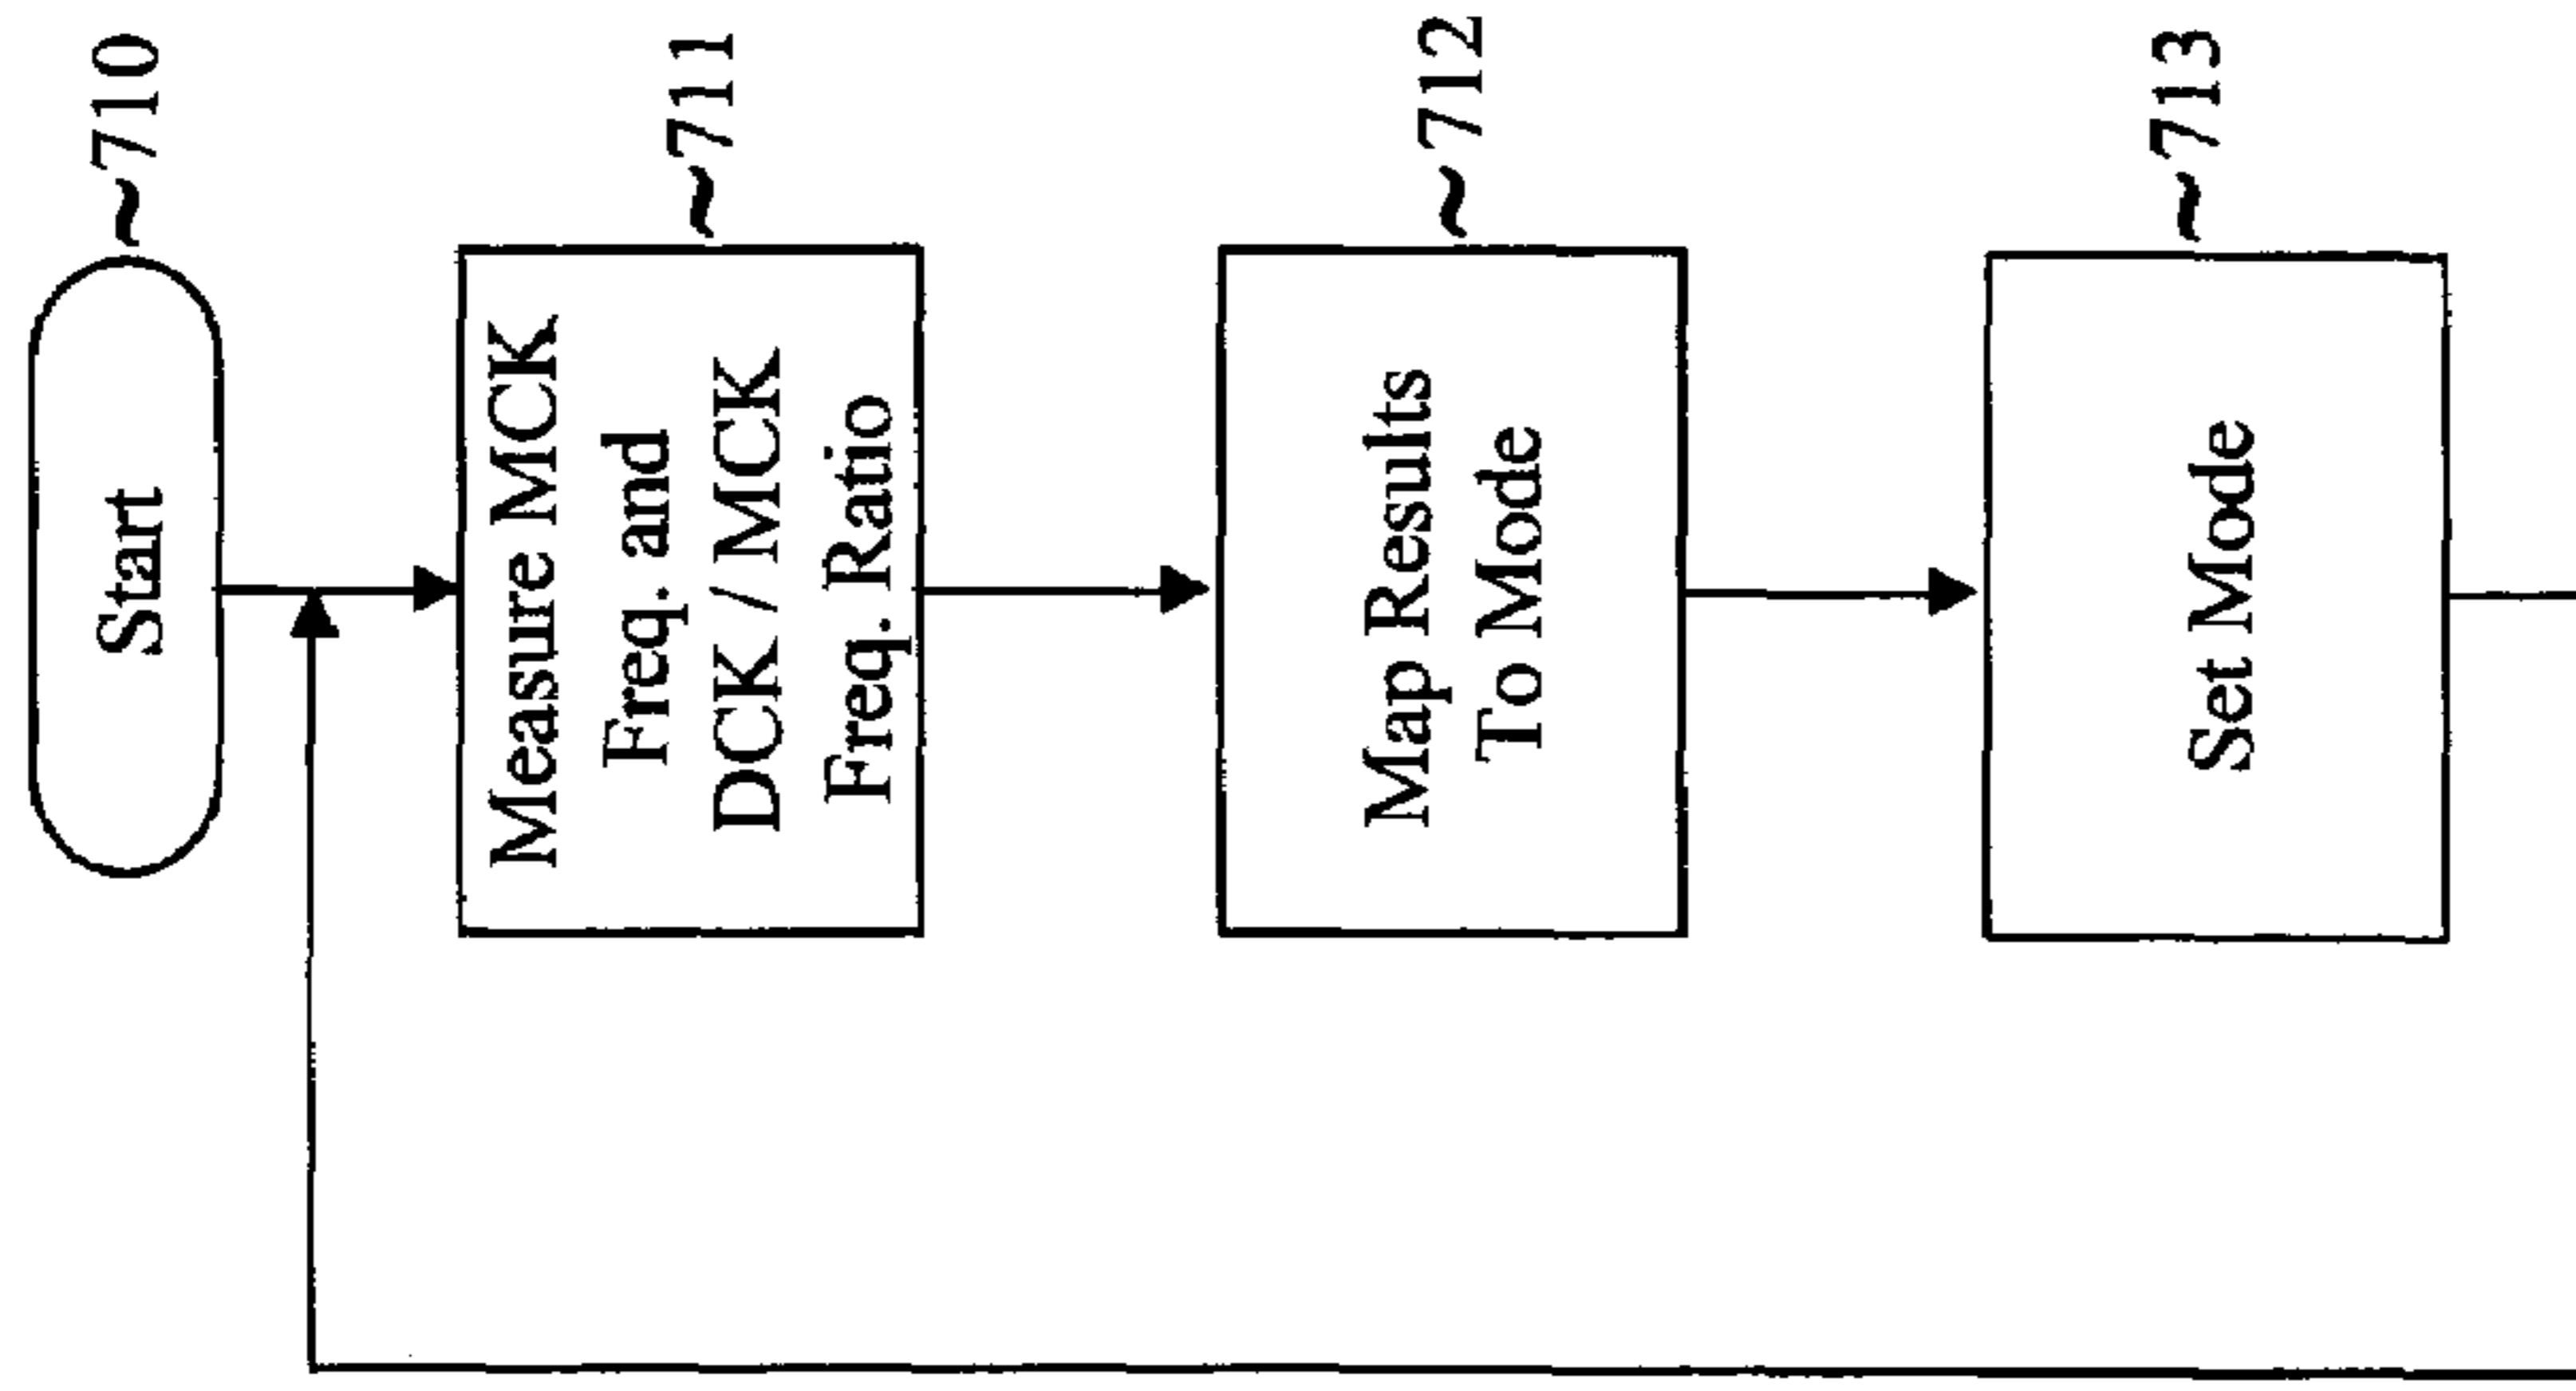 Start
~710
Measure MCK
Freq. and
DCK / MCK
Freq. Ratio
~711
Map Results
To Mode
~712
Set Mode
~713